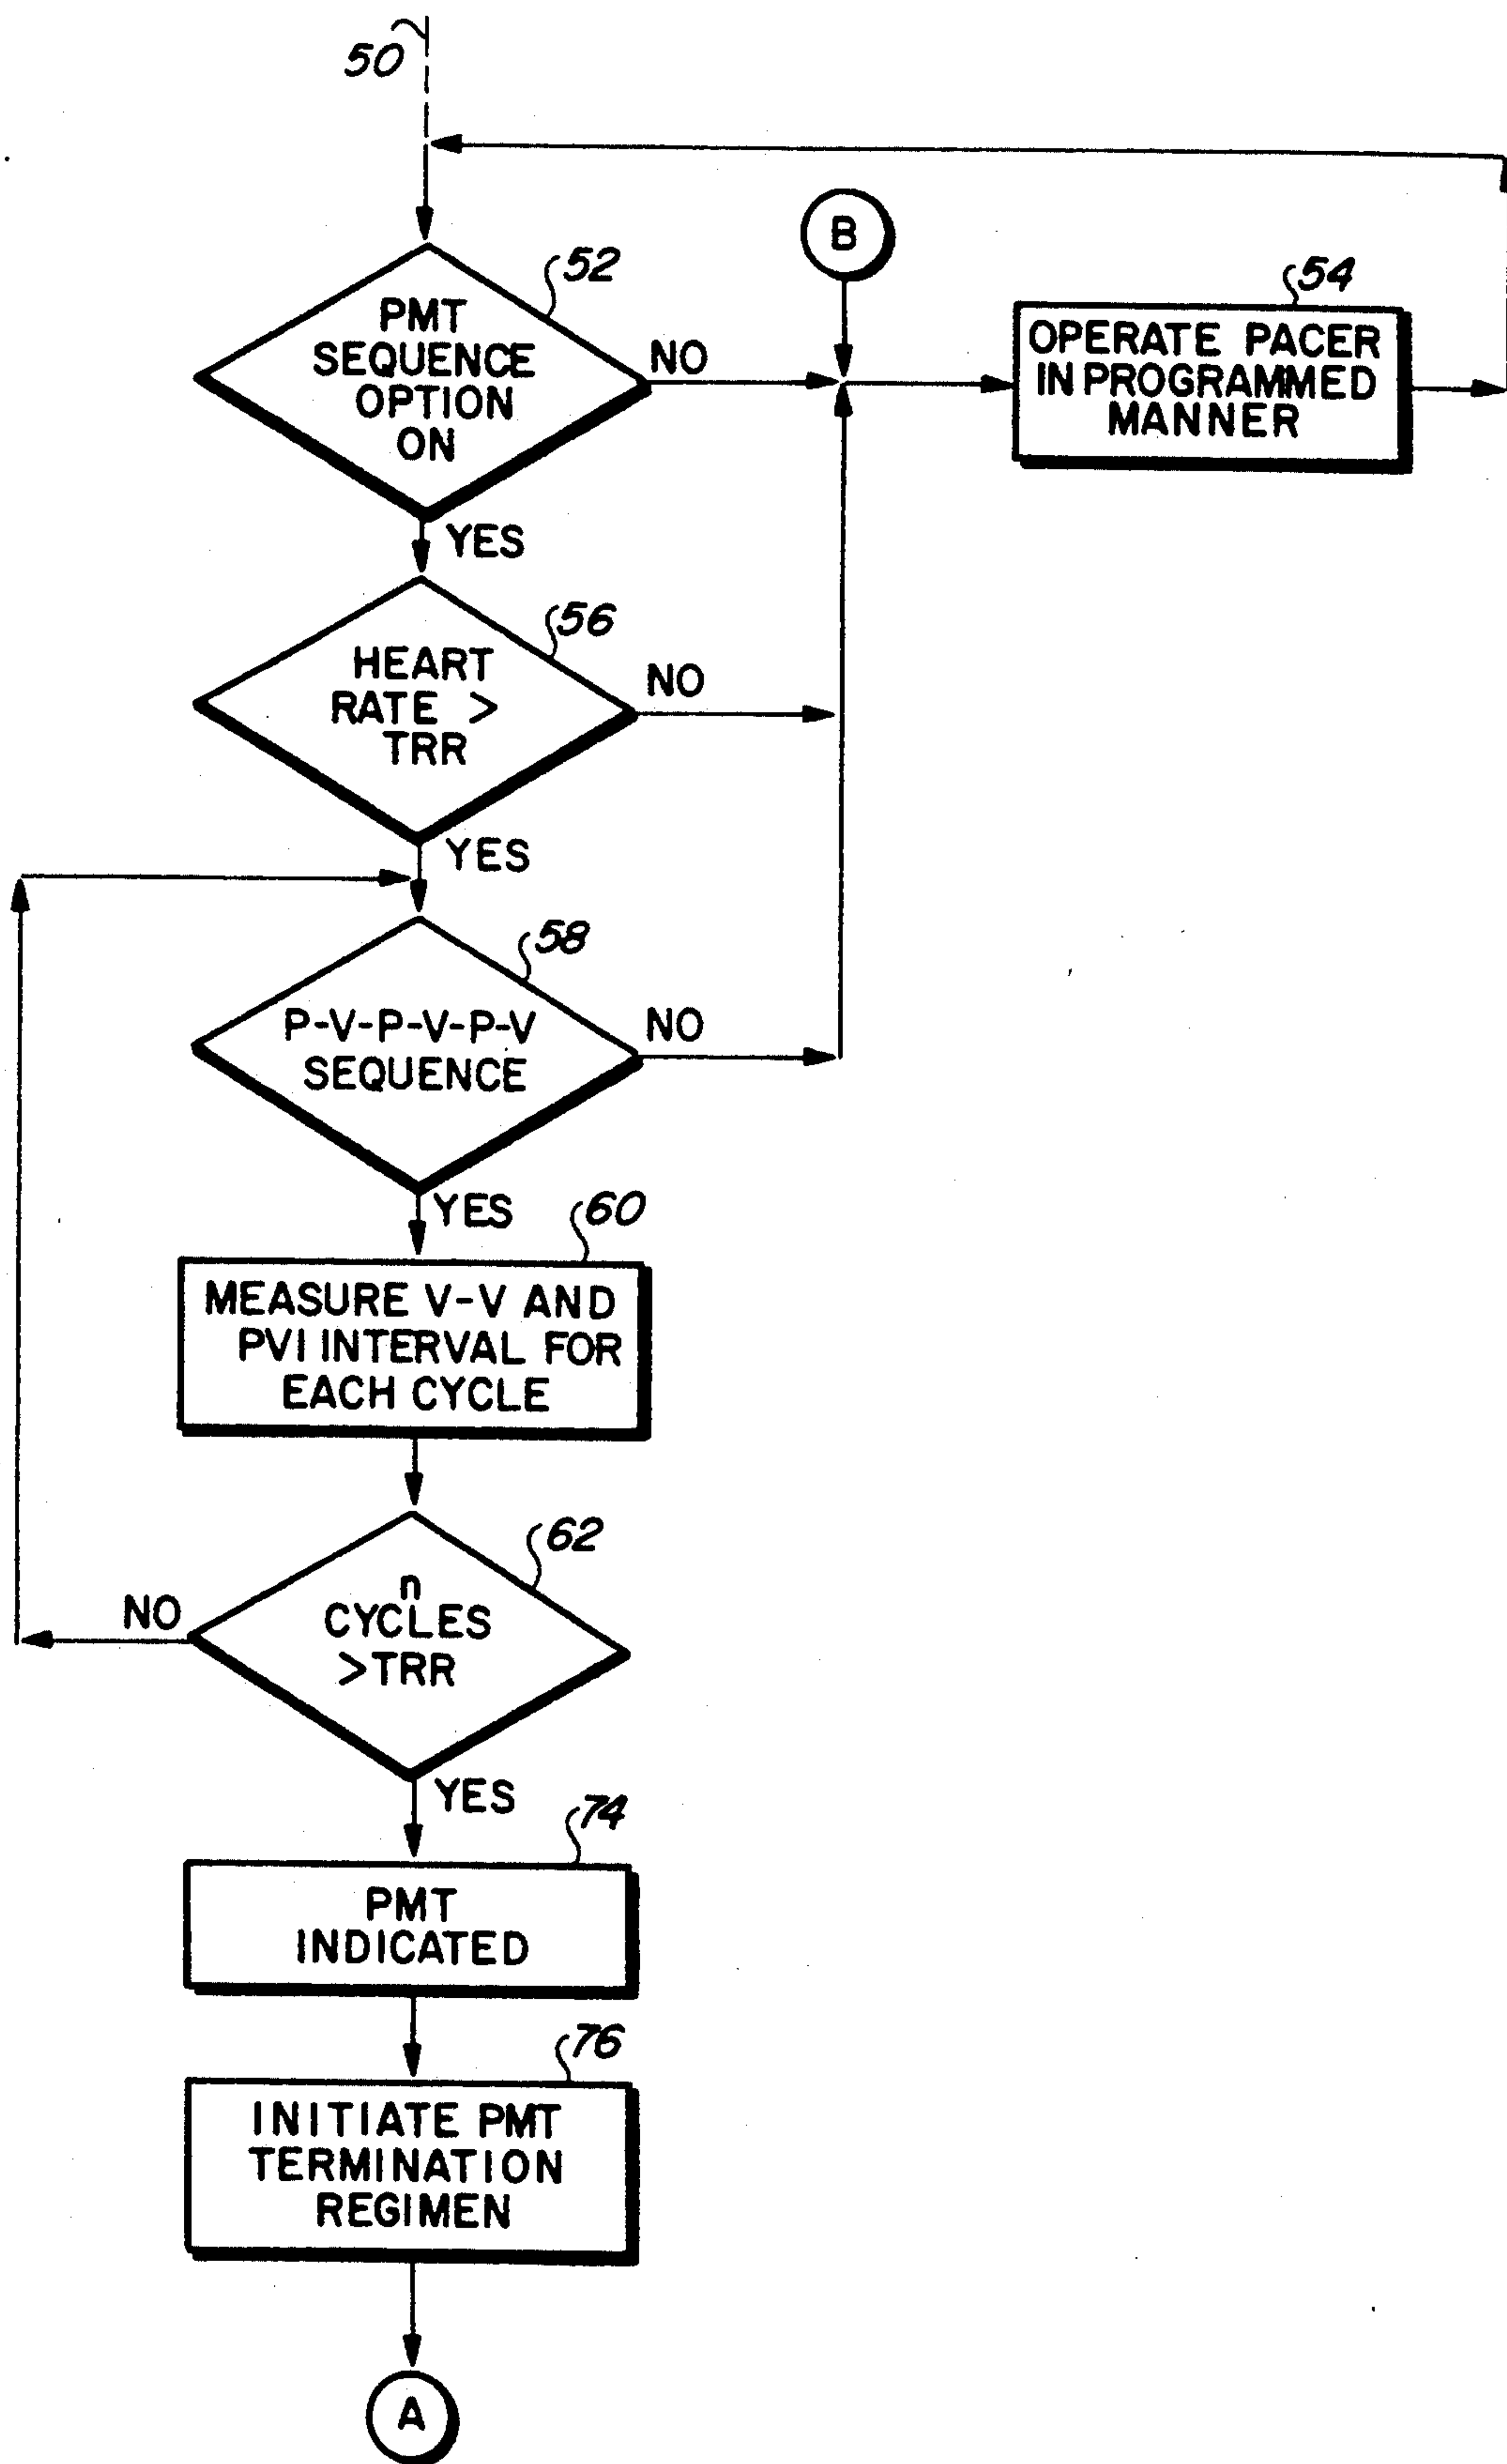 50
B
52
PMT
SEQUENCE
OPTION
ON
NO
54
OPERATE PACER
IN PROGRAMMED
MANNER
YES
56
HEART
RATE >
TRR
NO
YES
58
P-V-P-V-P-V
SEQUENCE
NO
YES
60
MEASURE V-V AND
PVI INTERVAL FOR
EACH CYCLE
62
n
CYCLES
>TRR
NO
YES
74
PMT
INDICATED
76
INITIATE PMT
TERMINATION
REGIMEN
A